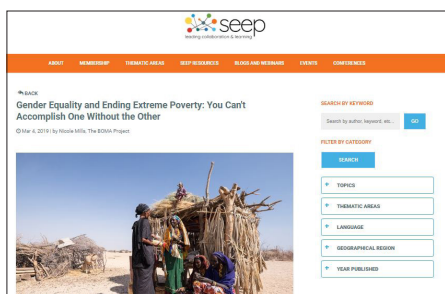 seep
leading collaboration & learning
ABOUT MEMBERSHIP THEMATIC AREAS SEEP RESOURCES BLOGS AND WEBINARS EVENTS CONFERENCES
BACK
Gender Equality and Ending Extreme Poverty: You Can't
Accomplish One Without the Other
Mar 4, 2019 | by Nicole Mills, The BOMA Project
SEARCH BY KEYWORD
Search by author, keyword, etc...
GO
FILTER BY CATEGORY
SEARCH
+ TOPICS
+ THEMATIC AREAS
+ LANGUAGE
+ GEOGRAPHICAL REGION
+ YEAR PUBLISHED